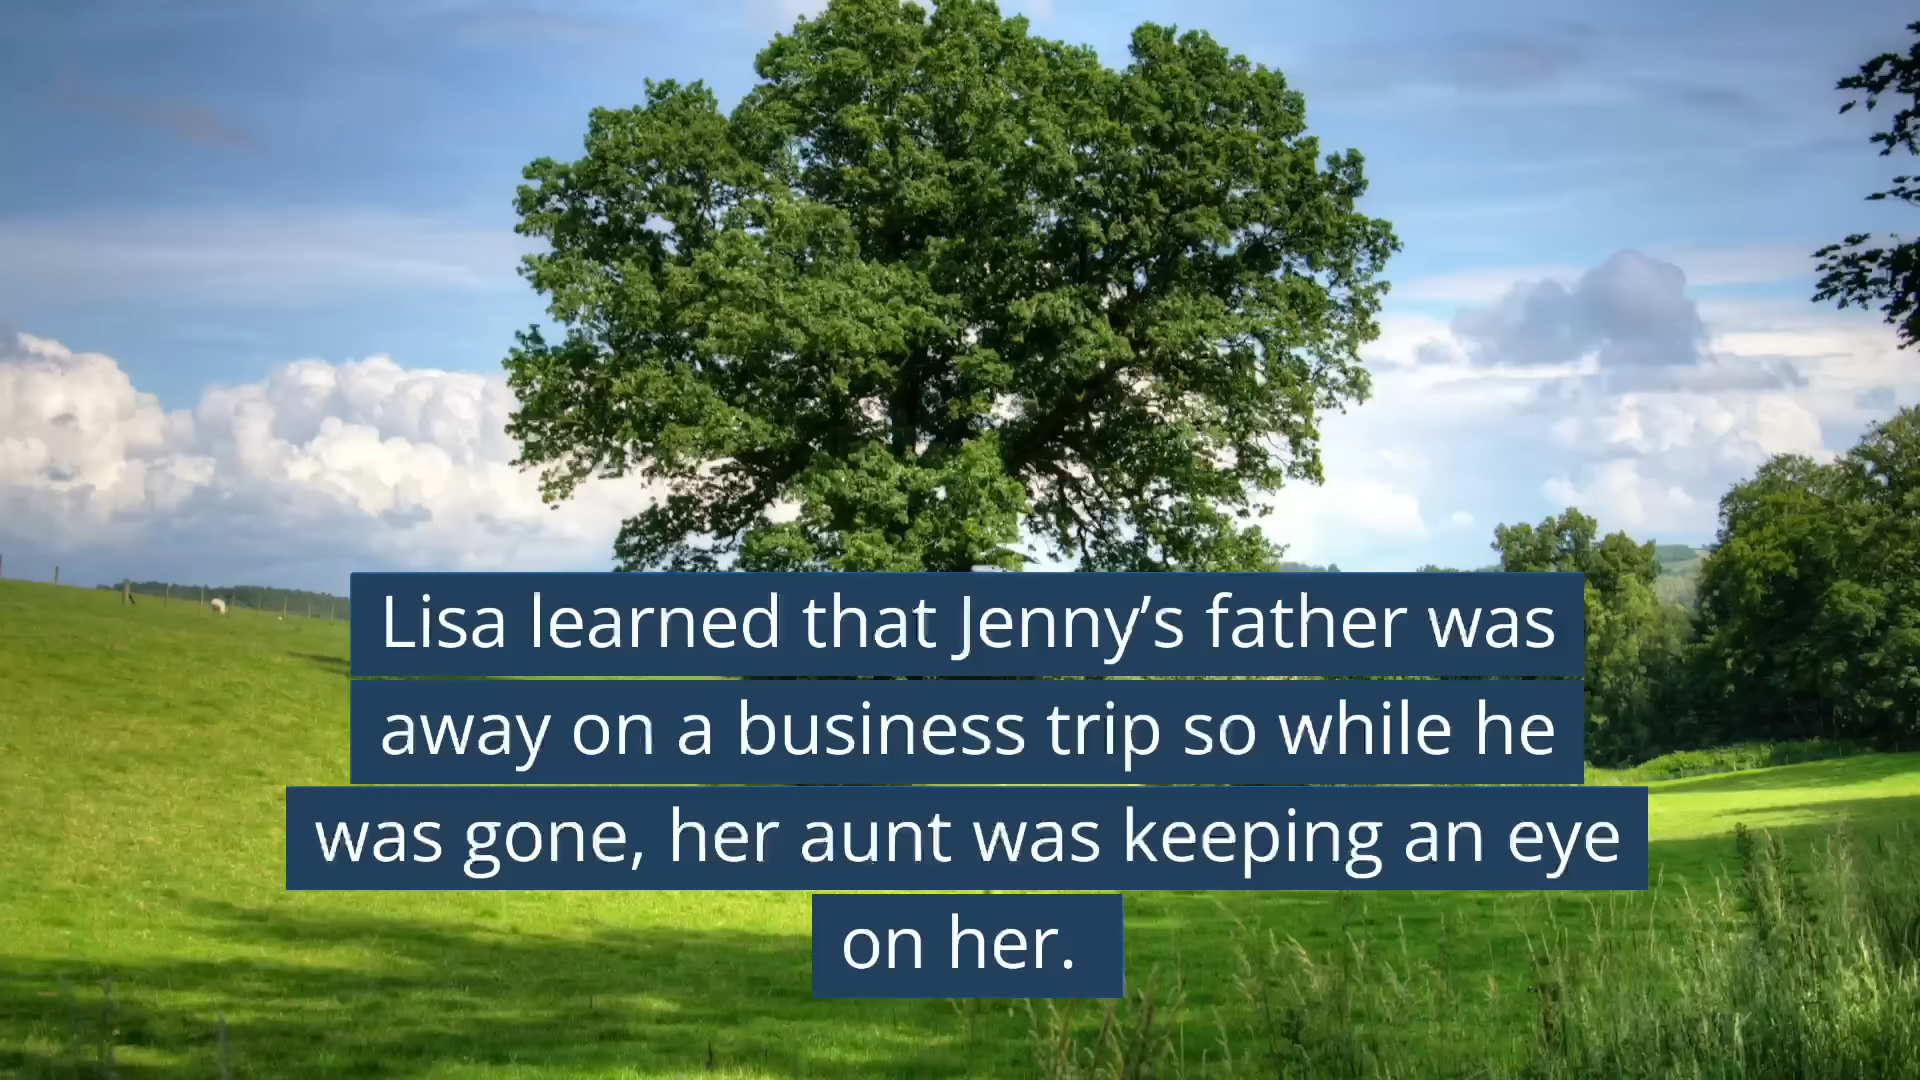 Lisa learned that Jenny’s father was
away on a business trip so while he
was gone, her aunt was keeping an eye
on her.